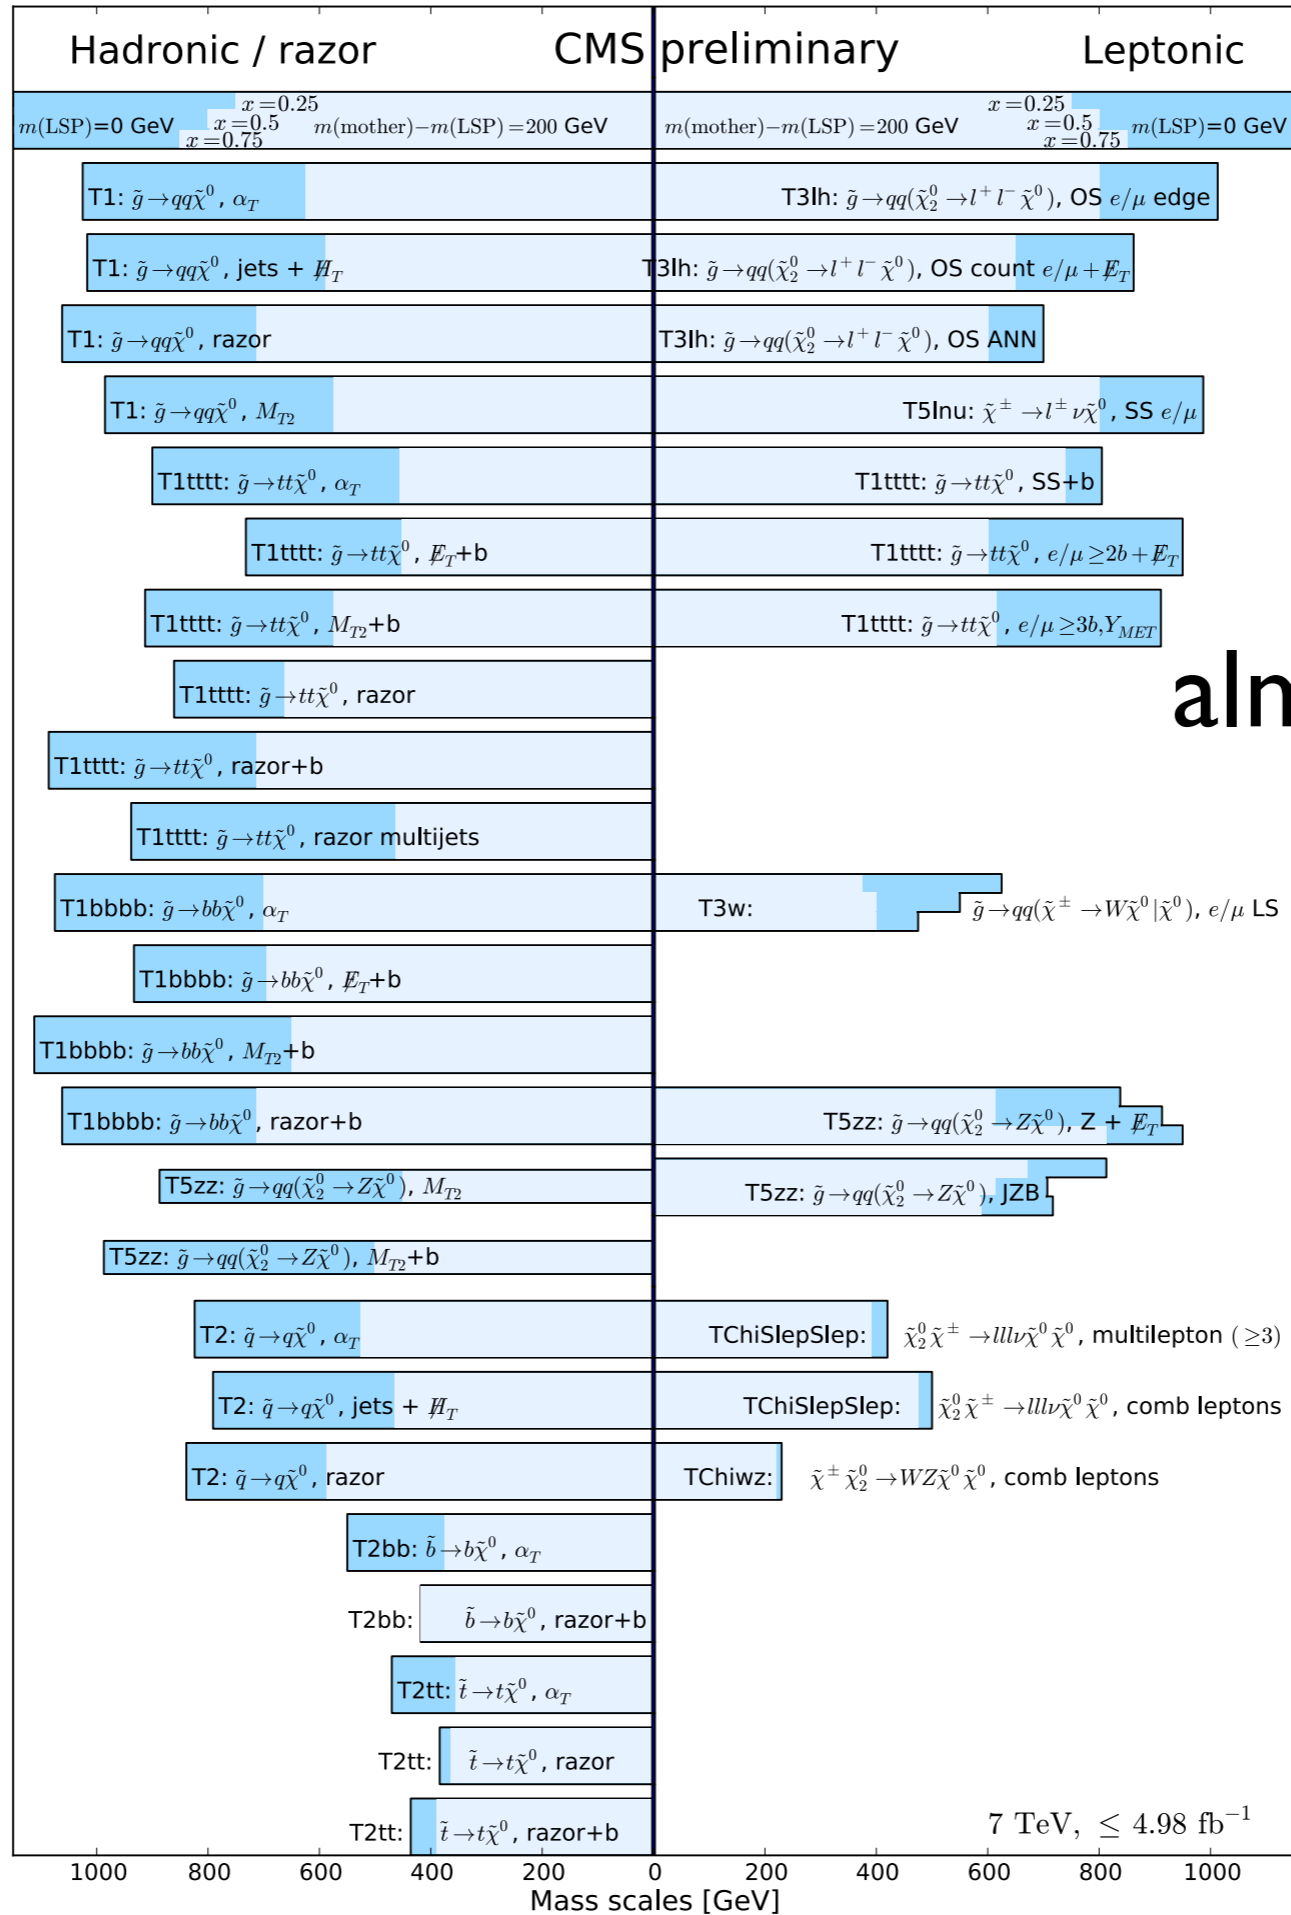 Hadronic / razor CMS preliminary Leptonic
m(LSP)=0 GeV x=0.25 x=0.5 x=0.75 m(mother)−m(LSP)=200 GeV m(mother)−m(LSP)=200 GeV x=0.25 x=0.5 x=0.75 m(LSP)=0 GeV
T1: g̃→qqχ̃⁰, α_T T3lh: g̃→qq(χ̃₂⁰→l⁺l⁻χ̃⁰), OS e/μ edge
T1: g̃→qqχ̃⁰, jets + H̸_T T3lh: g̃→qq(χ̃₂⁰→l⁺l⁻χ̃⁰), OS count e/μ+E̸_T
T1: g̃→qqχ̃⁰, razor T3lh: g̃→qq(χ̃₂⁰→l⁺l⁻χ̃⁰), OS ANN
T1: g̃→qqχ̃⁰, M_T2 T5lnu: χ̃^±→l^±νχ̃⁰, SS e/μ
T1tttt: g̃→ttχ̃⁰, α_T T1tttt: g̃→ttχ̃⁰, SS+b
T1tttt: g̃→ttχ̃⁰, E̸_T+b T1tttt: g̃→ttχ̃⁰, e/μ≥2b+E̸_T
T1tttt: g̃→ttχ̃⁰, M_T2+b T1tttt: g̃→ttχ̃⁰, e/μ≥3b,Y_MET
T1tttt: g̃→ttχ̃⁰, razor
T1tttt: g̃→ttχ̃⁰, razor+b
T1tttt: g̃→ttχ̃⁰, razor multijets
T1bbbb: g̃→bbχ̃⁰, α_T T3w: g̃→qq(χ̃^±→Wχ̃⁰|χ̃⁰), e/μ LS
T1bbbb: g̃→bbχ̃⁰, E̸_T+b
T1bbbb: g̃→bbχ̃⁰, M_T2+b
T1bbbb: g̃→bbχ̃⁰, razor+b T5zz: g̃→qq(χ̃₂⁰→Zχ̃⁰), Z + E̸_T
T5zz: g̃→qq(χ̃₂⁰→Zχ̃⁰), M_T2 T5zz: g̃→qq(χ̃₂⁰→Zχ̃⁰), JZB
T5zz: g̃→qq(χ̃₂⁰→Zχ̃⁰), M_T2+b
T2: q̃→qχ̃⁰, α_T TChiSlepSlep: χ̃₂⁰χ̃^±→lllνχ̃⁰χ̃⁰, multilepton (≥3)
T2: q̃→qχ̃⁰, jets + H̸_T TChiSlepSlep: χ̃₂⁰χ̃^±→lllνχ̃⁰χ̃⁰, comb leptons
T2: q̃→qχ̃⁰, razor TChiwz: χ̃^±χ̃₂⁰→WZχ̃⁰χ̃⁰, comb leptons
T2bb: b̃→bχ̃⁰, α_T
T2bb: b̃→bχ̃⁰, razor+b
T2tt: t̃→tχ̃⁰, α_T
T2tt: t̃→tχ̃⁰, razor
T2tt: t̃→tχ̃⁰, razor+b 7 TeV, ≤ 4.98 fb⁻¹
1000 800 600 400 200 0 200 400 600 800 1000
Mass scales [GeV]